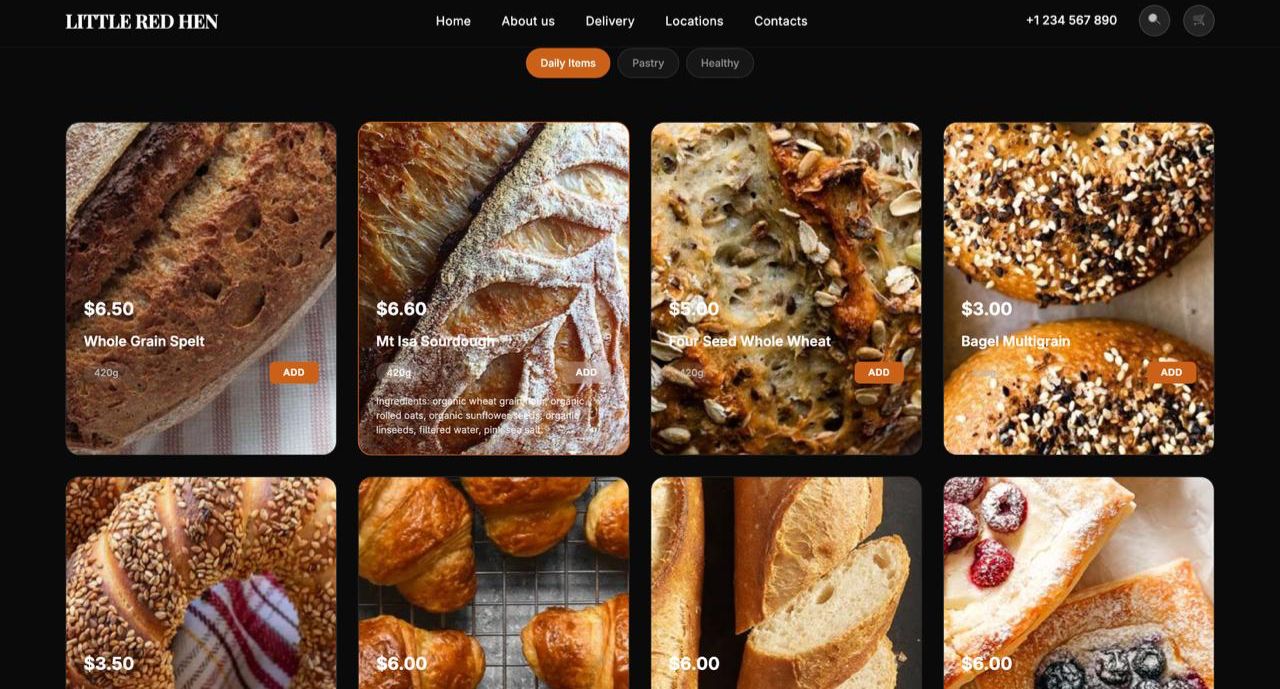 LITTLE RED HEN
Home
About us
Delivery
Locations
Contacts
+1 234 567 890
Daily Items
Pastry
Healthy
$6.50
Whole Grain Spelt
420g
ADD
$6.60
Mt Isa Sourdough
420g
ADD
Ingredients: organic wheat grain flour, organic
rolled oats, organic sunflower seeds, organic
linseeds, filtered water, pink sea salt.
$5.00
Four Seed Whole Wheat
420g
ADD
$3.00
Bagel Multigrain
ADD
$3.50
$6.00
$6.00
$6.00